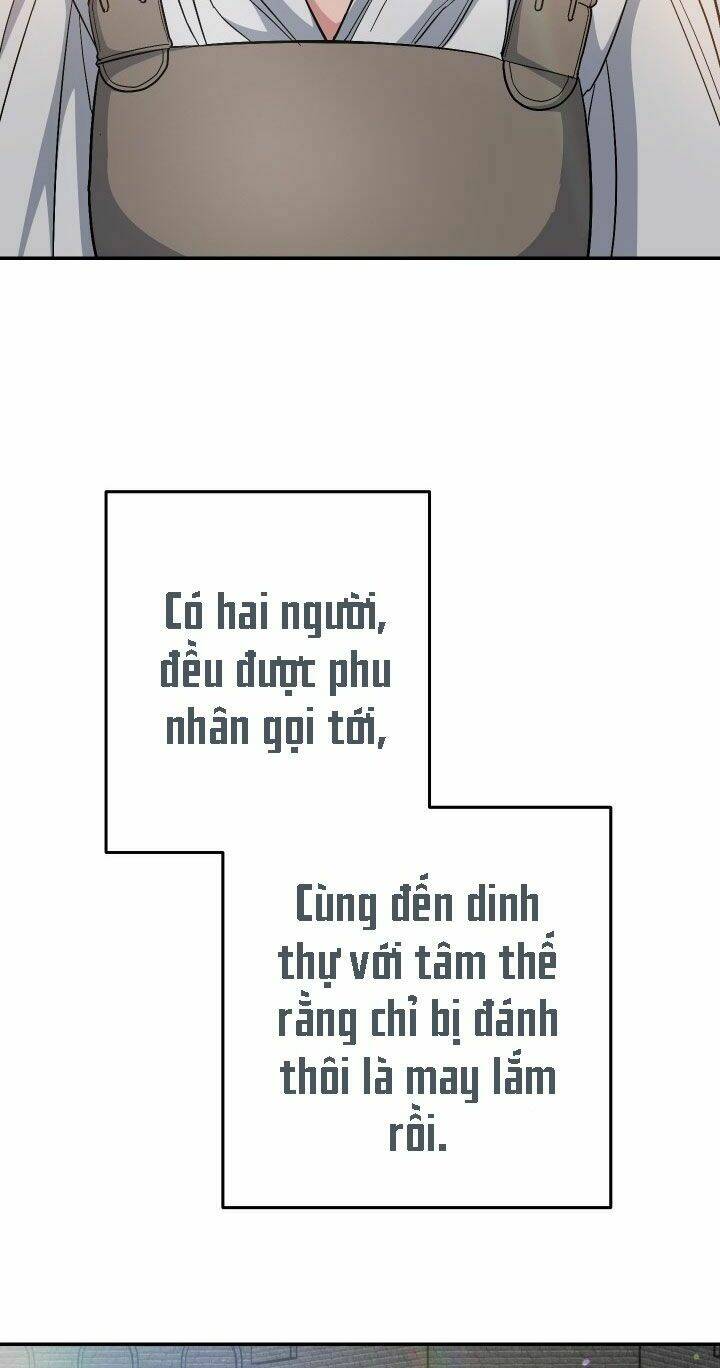 Có hai người,
đều được phu
nhân gọi tới,
Cùng đến dinh
thự với tâm thế
rằng chỉ bị đánh
thôi là may lắm
rồi.